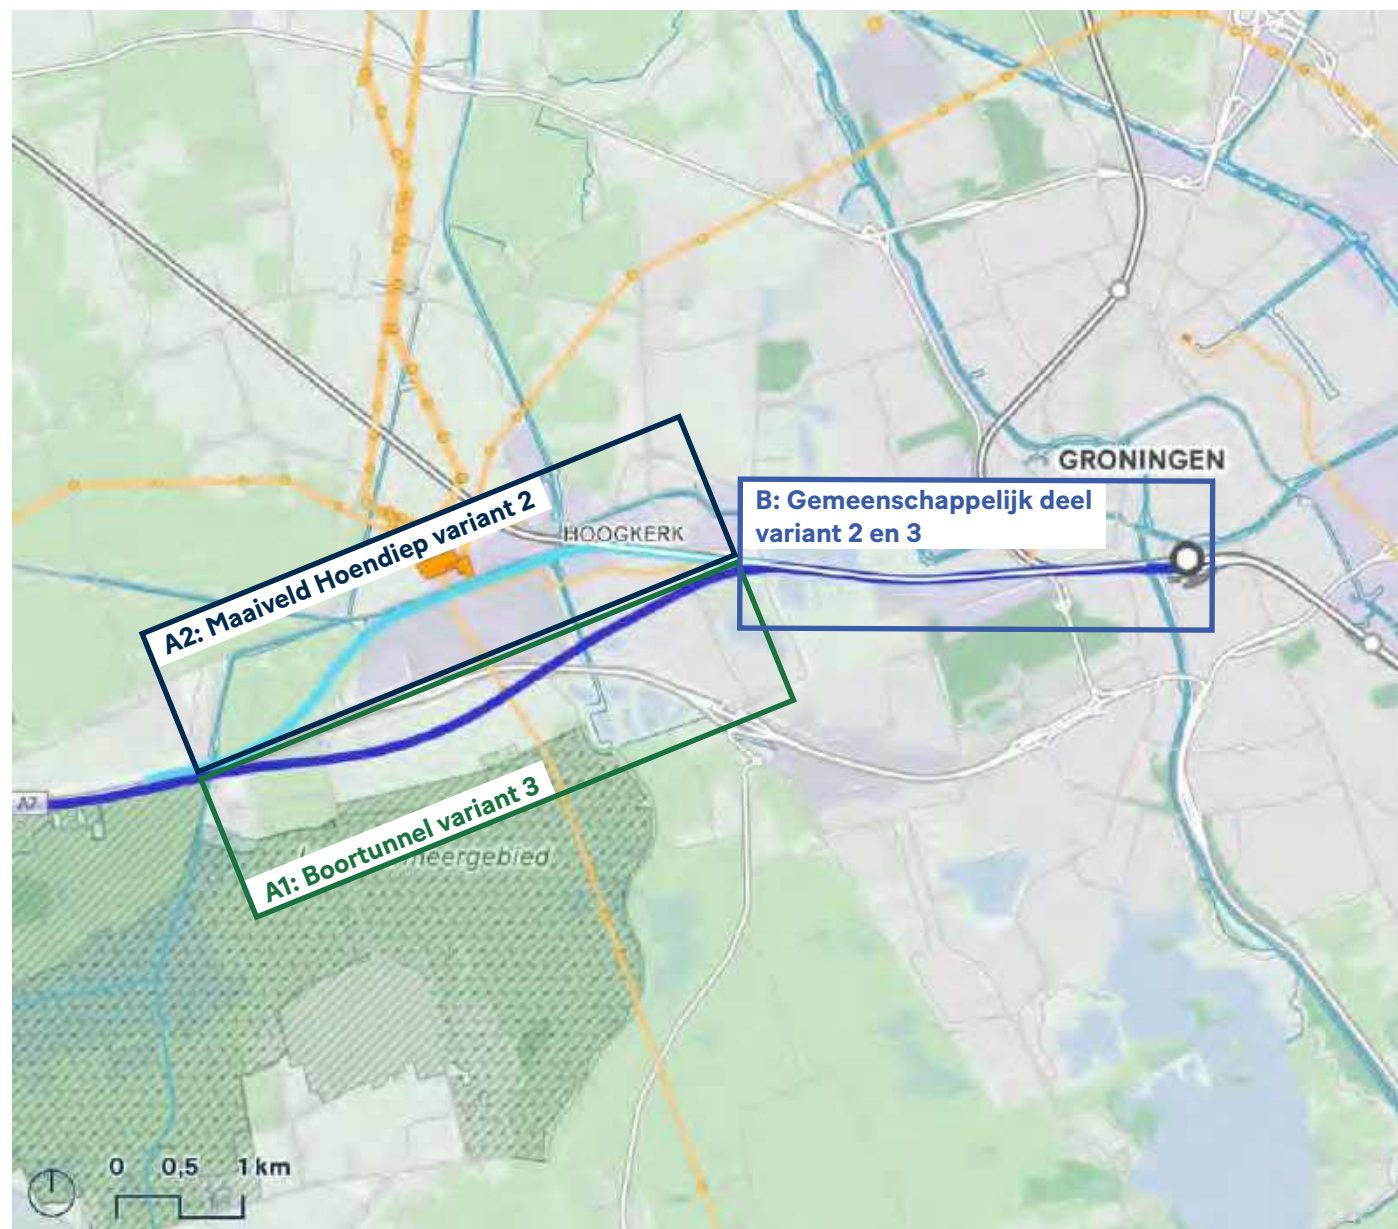 GRONINGEN
B: Gemeenschappelijk deel
variant 2 en 3
A2: Maaiveld Hoendiep variant 2
HOOGKERK
A7
A1: Boortunnel variant 3
meergebied
0 0,5 1 km